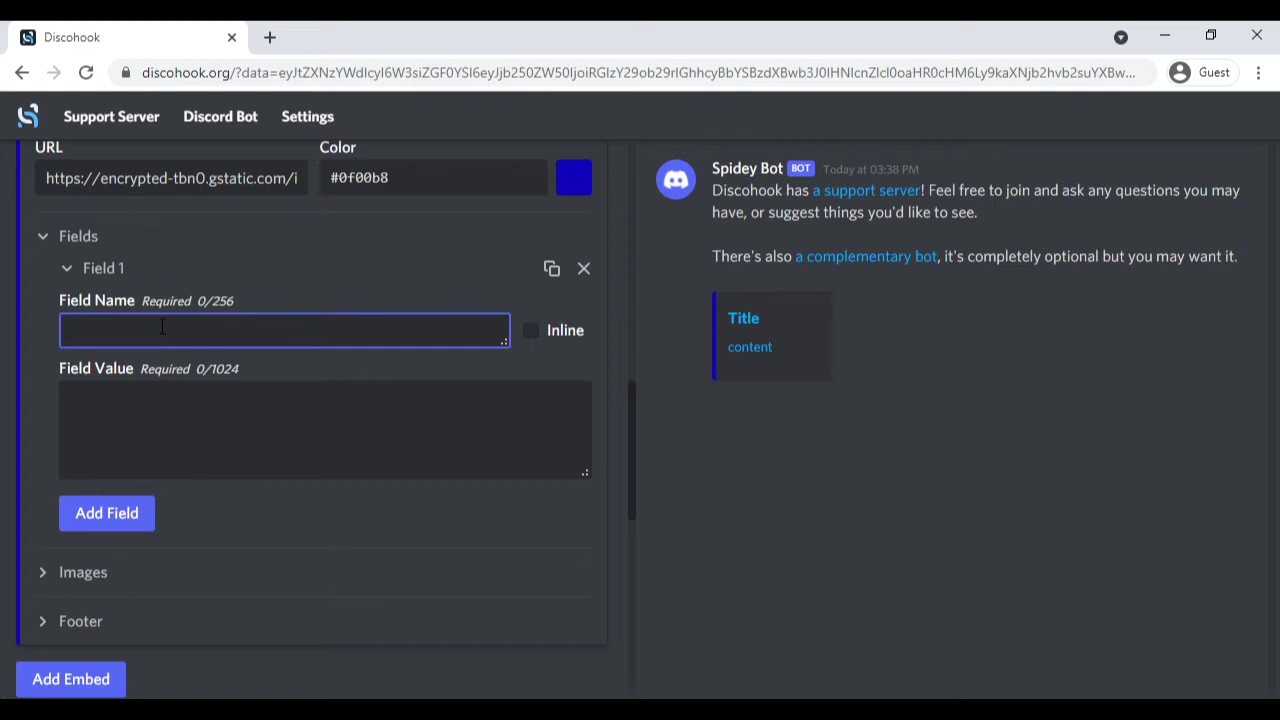 Discohook
discohook.org/?data=eyJtZXNzYWdlcyI6W3siZGF0YSI6eyJjb250ZW50IjoiRGlzY29ob29rIGhhcyBbYSBzdXBwb3J0IHNlcnZlcl0oaHR0cHM6Ly9kaXNjb2hvb2suYXBw...
Guest
Support Server Discord Bot Settings
URL Color
https://encrypted-tbn0.gstatic.com/i #0f00b8
Fields
Field 1
Field Name Required 0/256
Inline
Field Value Required 0/1024
Add Field
Images
Footer
Add Embed
Spidey Bot BOT Today at 03:38 PM
Discohook has a support server! Feel free to join and ask any questions you may
have, or suggest things you'd like to see.
There's also a complementary bot, it's completely optional but you may want it.
Title
content